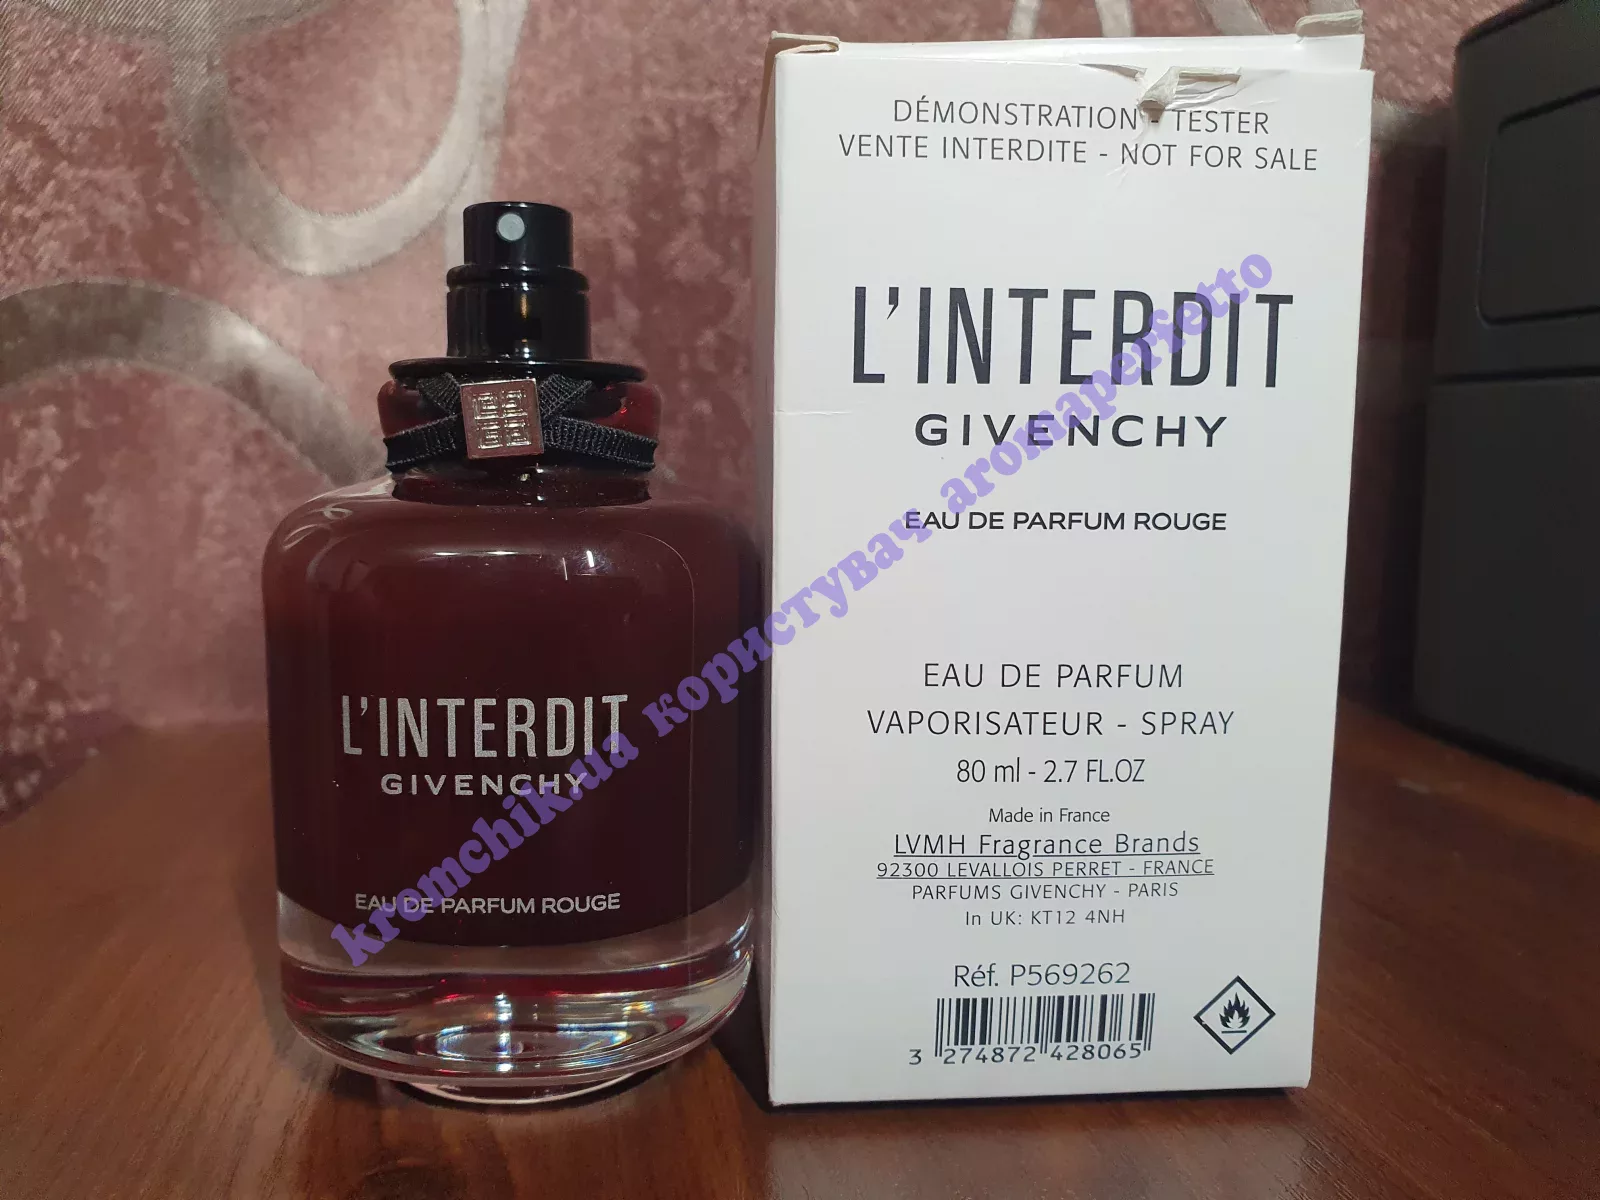 DÉMONSTRATION - TESTER
VENTE INTERDITE - NOT FOR SALE
L'INTERDIT
GIVENCHY
EAU DE PARFUM ROUGE
EAU DE PARFUM
VAPORISATEUR - SPRAY
80 ml - 2.7 FL.OZ
Made in France
LVMH Fragrance Brands
92300 LEVALLOIS PERRET - FRANCE
PARFUMS GIVENCHY - PARIS
In UK: KT12 4NH
Réf. P569262
3 274872 428065
L'INTERDIT
GIVENCHY
EAU DE PARFUM ROUGE
kremchik.ua користувач aromaperfetto